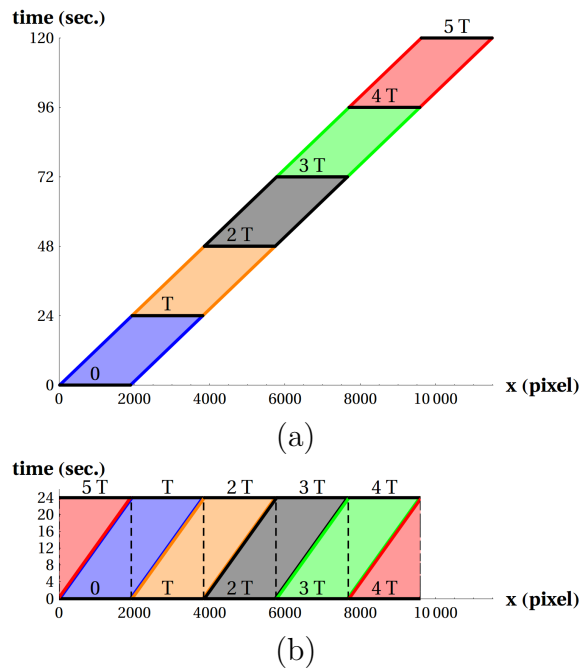 time (sec.)
120
5 T
96
4 T
72
3 T
48
2 T
24
T
0
0
0
2000
4000
6000
8000
10 000
x (pixel)
(a)
time (sec.)
5 T
T
2 T
3 T
4 T
24
20
16
12
8
4
0
0
T
2 T
3 T
4 T
0
2000
4000
6000
8000
10 000
x (pixel)
(b)